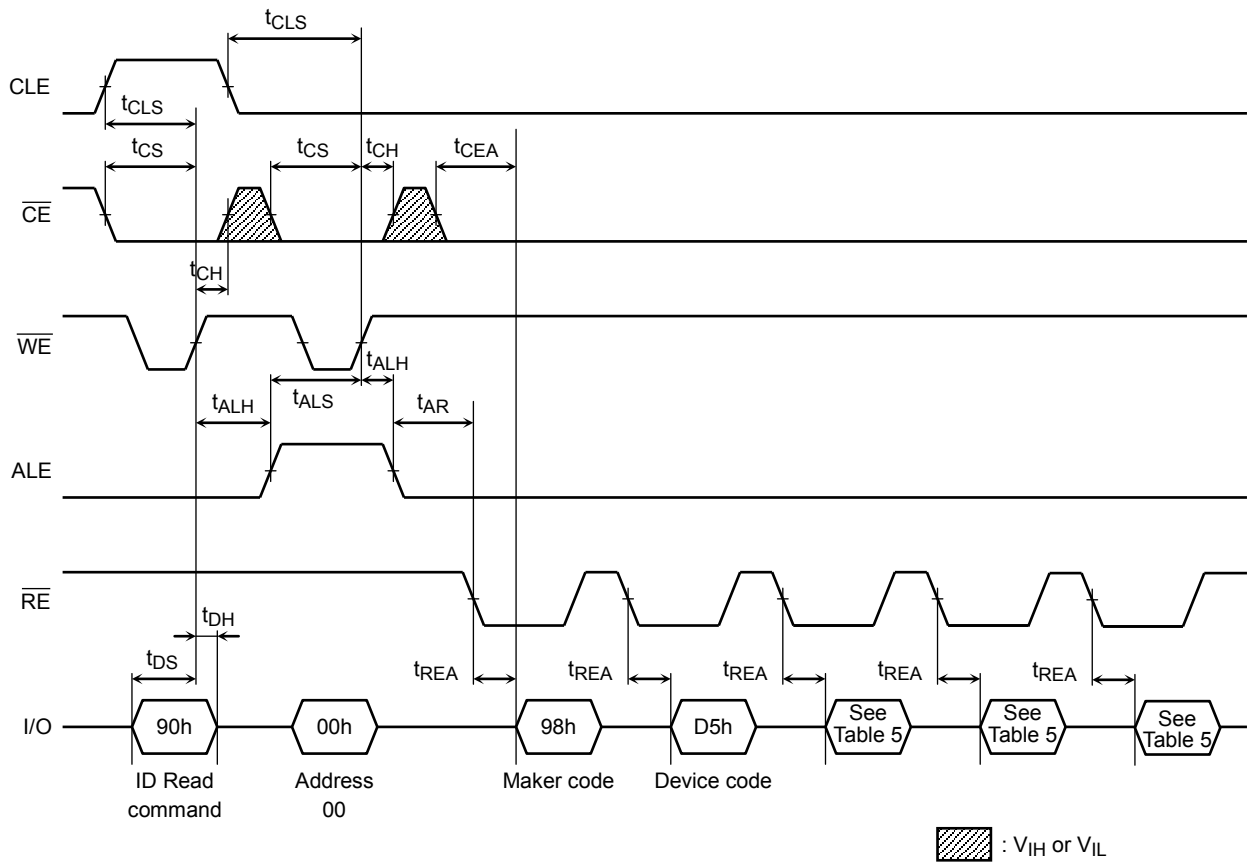 tCLS
CLE
tCLS
tCS
tCS
tCH
tCEA
CE
tCH
WE
tALH
tALH
tALS
tAR
ALE
RE
tDH
tDS
tREA
tREA
tREA
tREA
tREA
I/O
90h
00h
98h
D5h
See
Table 5
See
Table 5
See
Table 5
ID Read
command
Address
00
Maker code
Device code
: VIH or VIL